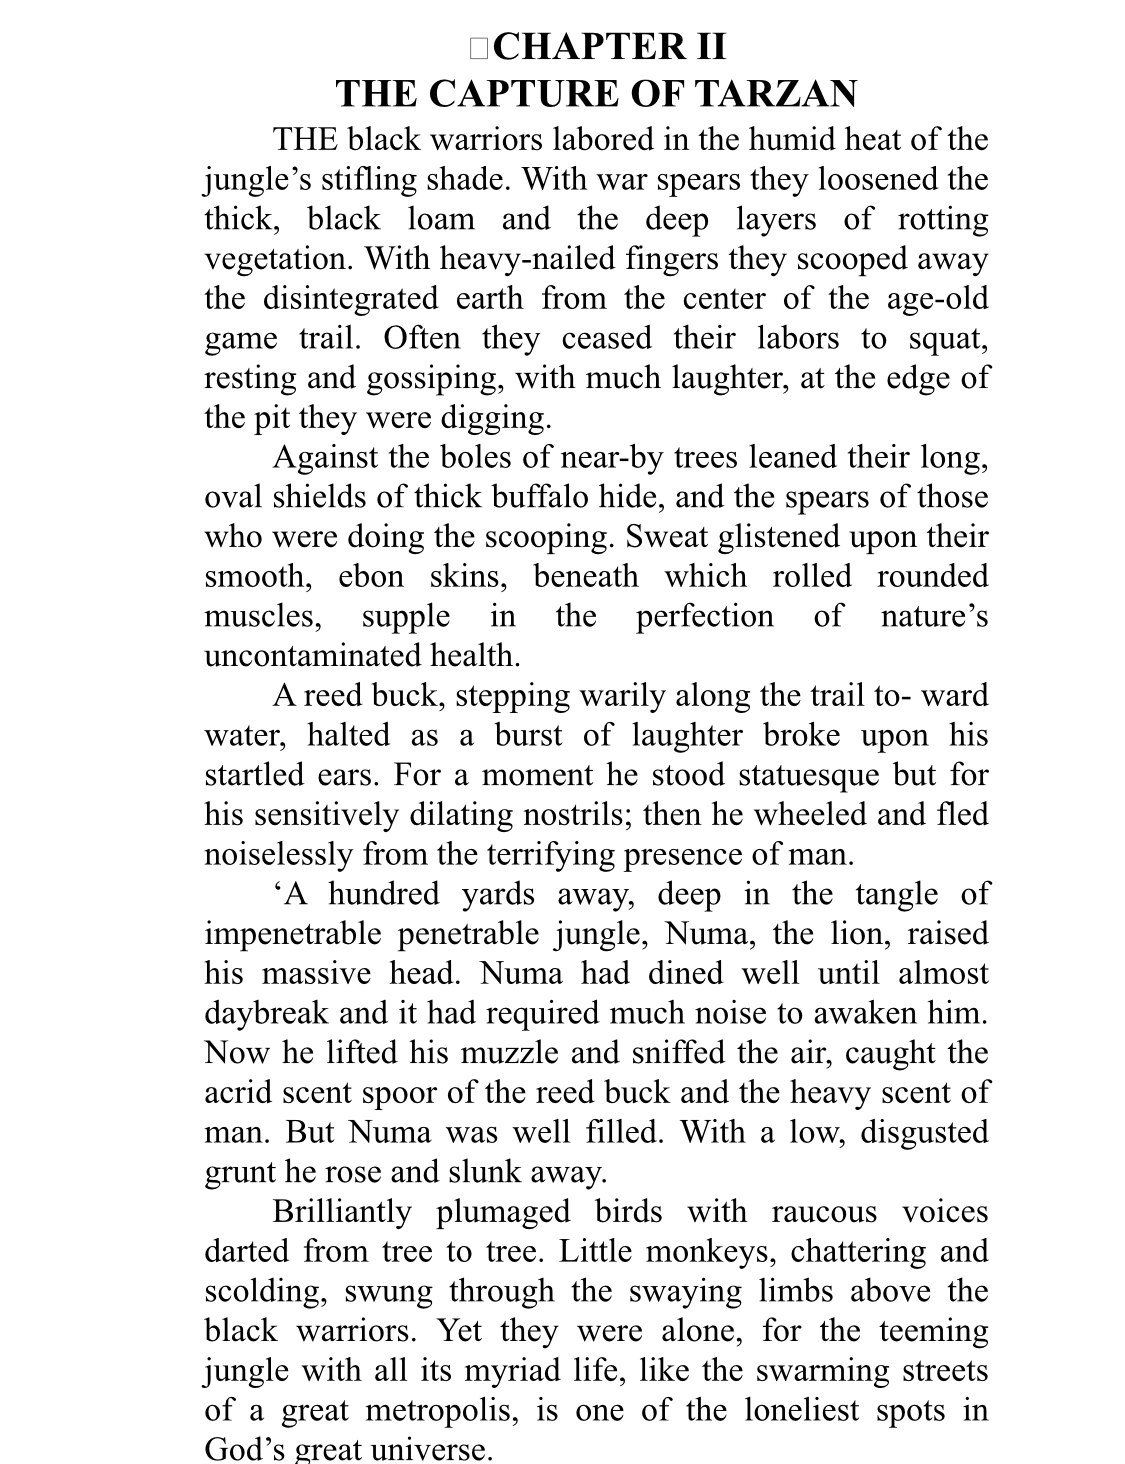 CHAPTER II
THE CAPTURE OF TARZAN
THE black warriors labored in the humid heat of the
jungle’s stifling shade. With war spears they loosened the
thick, black loam and the deep layers of rotting
vegetation. With heavy-nailed fingers they scooped away
the disintegrated earth from the center of the age-old
game trail. Often they ceased their labors to squat,
resting and gossiping, with much laughter, at the edge of
the pit they were digging.
Against the boles of near-by trees leaned their long,
oval shields of thick buffalo hide, and the spears of those
who were doing the scooping. Sweat glistened upon their
smooth, ebon skins, beneath which rolled rounded
muscles, supple in the perfection of nature’s
uncontaminated health.
A reed buck, stepping warily along the trail to- ward
water, halted as a burst of laughter broke upon his
startled ears. For a moment he stood statuesque but for
his sensitively dilating nostrils; then he wheeled and fled
noiselessly from the terrifying presence of man.
‘A hundred yards away, deep in the tangle of
impenetrable penetrable jungle, Numa, the lion, raised
his massive head. Numa had dined well until almost
daybreak and it had required much noise to awaken him.
Now he lifted his muzzle and sniffed the air, caught the
acrid scent spoor of the reed buck and the heavy scent of
man. But Numa was well filled. With a low, disgusted
grunt he rose and slunk away.
Brilliantly plumaged birds with raucous voices
darted from tree to tree. Little monkeys, chattering and
scolding, swung through the swaying limbs above the
black warriors. Yet they were alone, for the teeming
jungle with all its myriad life, like the swarming streets
of a great metropolis, is one of the loneliest spots in
God’s great universe.